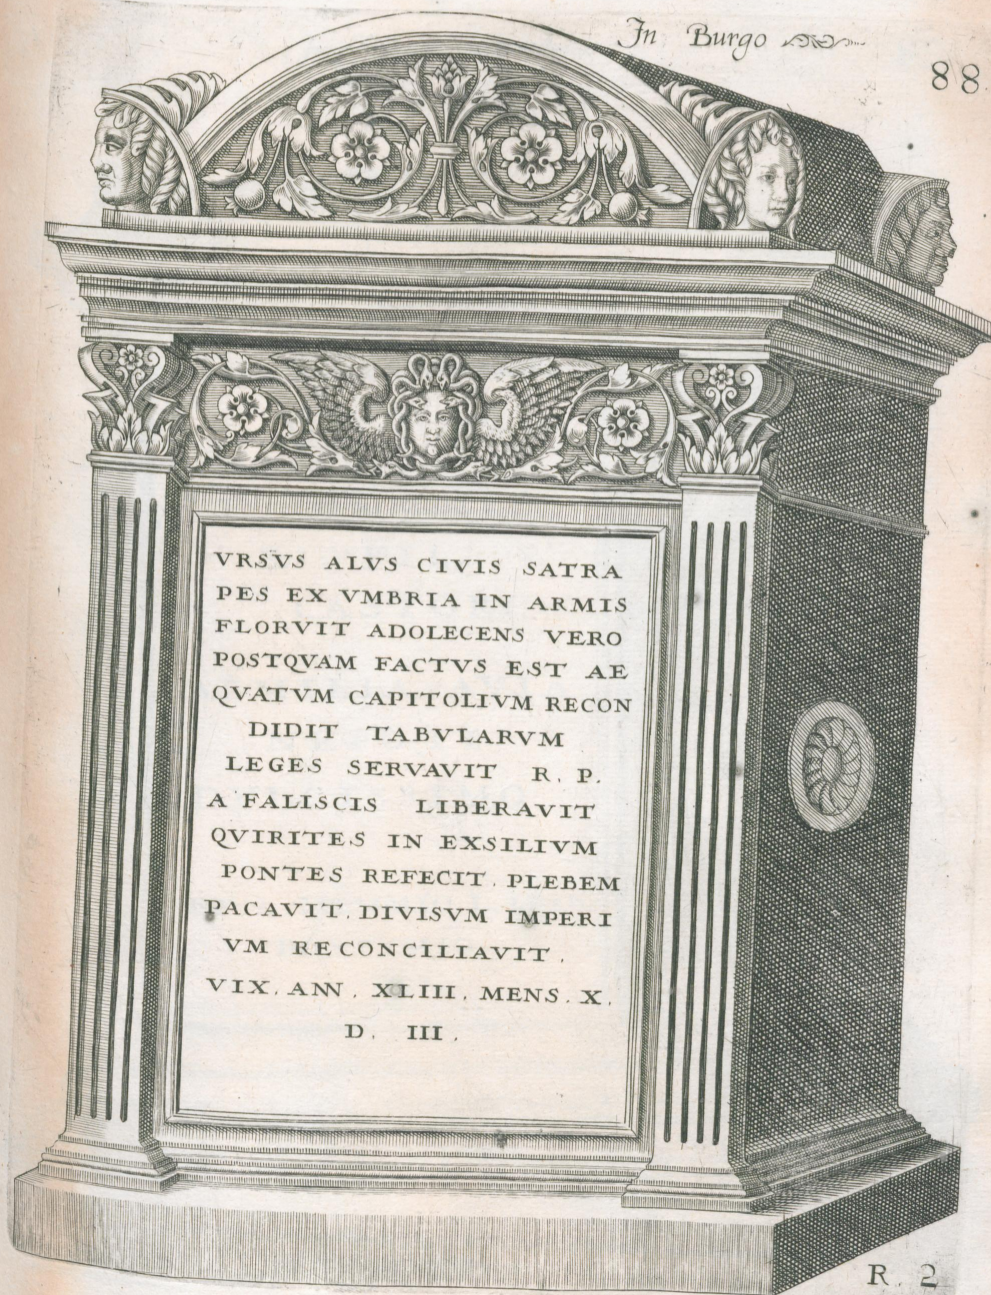 In Burgo
88
VRSVS ALVS CIVIS SATRA
PES EX VMBRIA IN ARMIS
FLORVIT ADOLECENS VERO
POSTQVAM FACTVS EST AE
QVATVM CAPITOLIVM RECON
DIDIT TABVLARVM
LEGES SERVAVIT R. P.
A FALISCIS LIBERAVIT
QVIRITES IN EXSILIVM
PONTES REFECIT. PLEBEM
PACAVIT. DIVISVM IMPERI
VM RECONCILIAVIT.
VIX. ANN. XLIII. MENS. X.
D. III.
R. 2